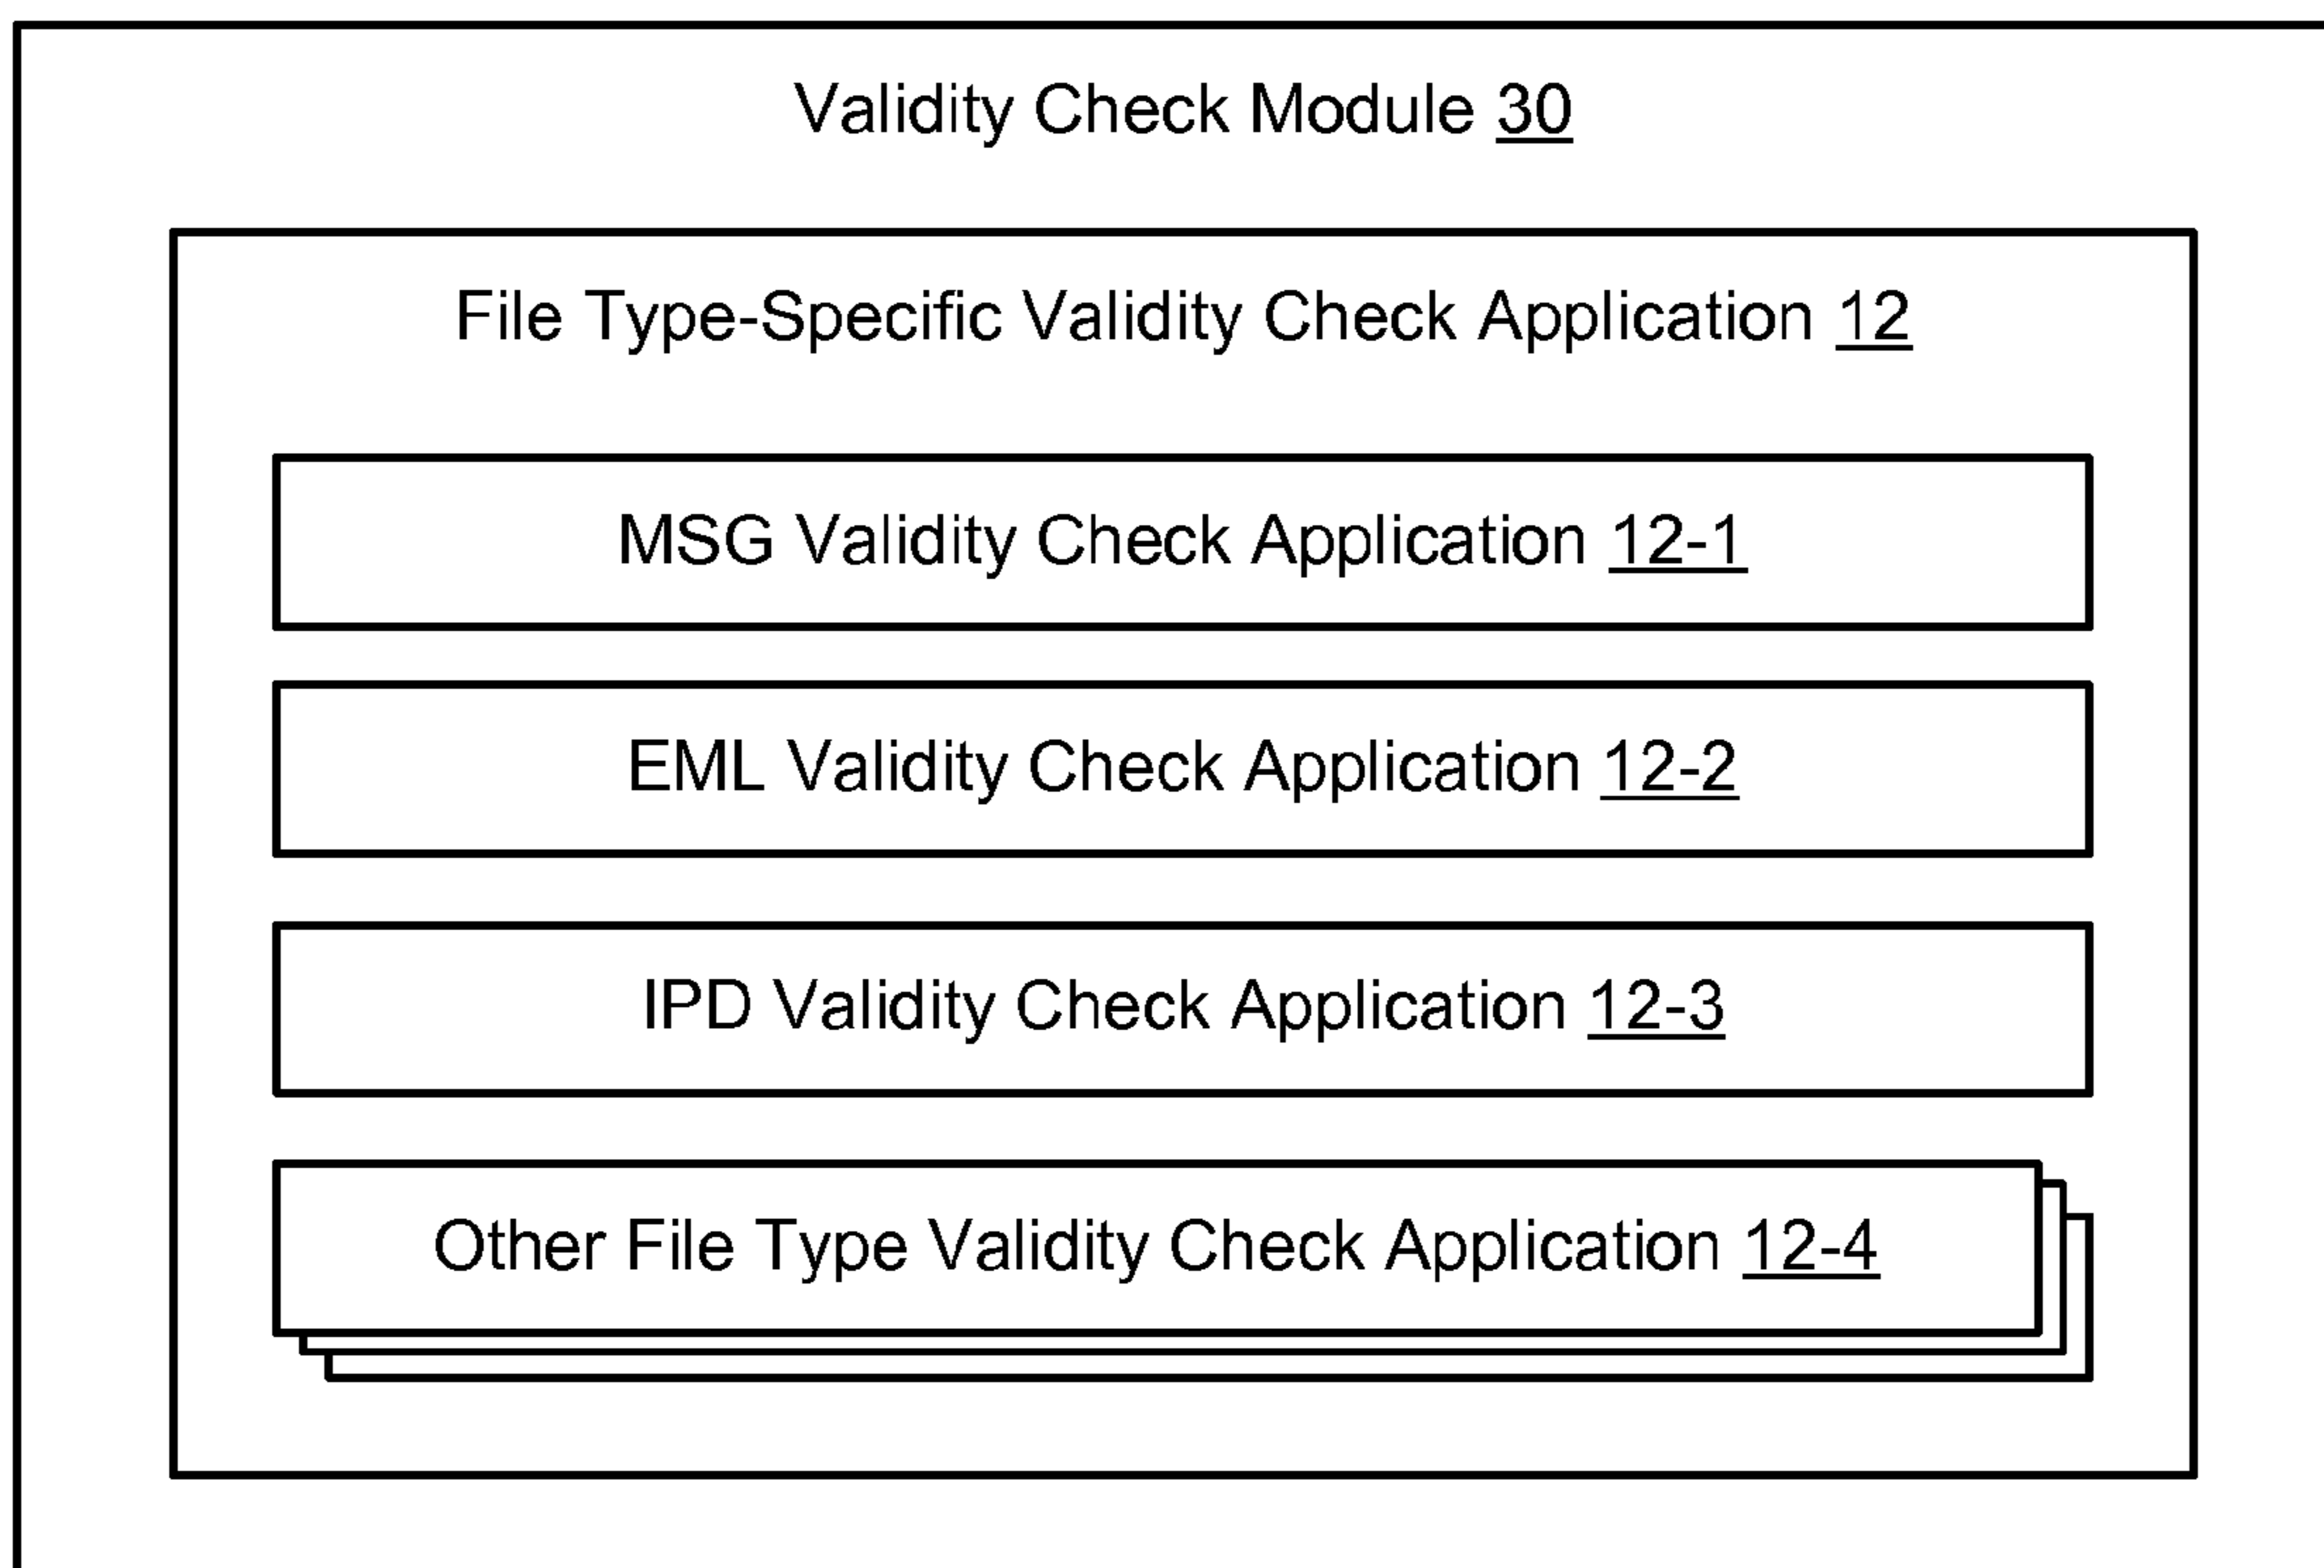 Validity Check Module 30
File Type-Specific Validity Check Application 12
MSG Validity Check Application 12-1
EML Validity Check Application 12-2
IPD Validity Check Application 12-3
Other File Type Validity Check Application 12-4